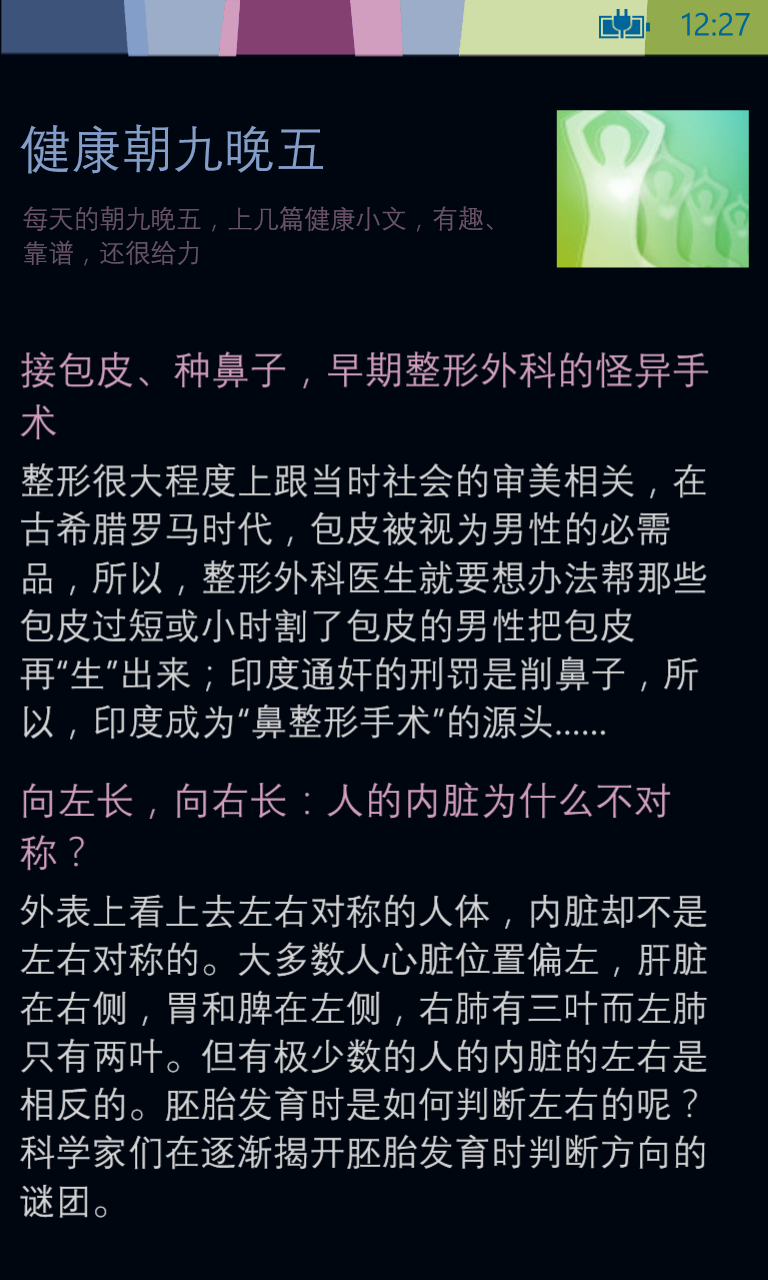 12:27
健康朝九晚五
每天的朝九晚五，上几篇健康小文，有趣、
靠谱，还很给力
接包皮、种鼻子，早期整形外科的怪异手
术
整形很大程度上跟当时社会的审美相关，在
古希腊罗马时代，包皮被视为男性的必需
品，所以，整形外科医生就要想办法帮那些
包皮过短或小时割了包皮的男性把包皮
再“生”出来；印度通奸的刑罚是削鼻子，所
以，印度成为“鼻整形手术”的源头……
向左长，向右长：人的内脏为什么不对
称？
外表上看上去左右对称的人体，内脏却不是
左右对称的。大多数人心脏位置偏左，肝脏
在右侧，胃和脾在左侧，右肺有三叶而左肺
只有两叶。但有极少数的人的内脏的左右是
相反的。胚胎发育时是如何判断左右的呢？
科学家们在逐渐揭开胚胎发育时判断方向的
谜团。